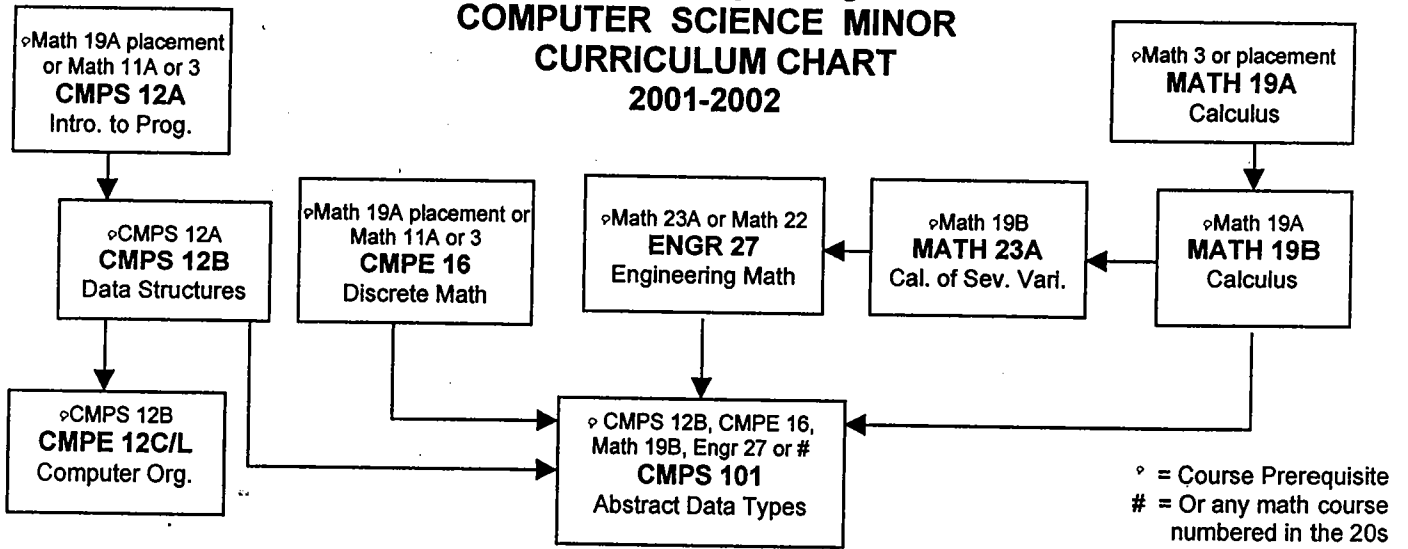 COMPUTER SCIENCE MINOR
CURRICULUM CHART
2001-2002
°Math 19A placement
or Math 11A or 3
CMPS 12A
Intro. to Prog.
°Math 3 or placement
MATH 19A
Calculus
°CMPS 12A
CMPS 12B
Data Structures
°Math 19A placement or
Math 11A or 3
CMPE 16
Discrete Math
°Math 23A or Math 22
ENGR 27
Engineering Math
°Math 19B
MATH 23A
Cal. of Sev. Vari.
°Math 19A
MATH 19B
Calculus
°CMPS 12B
CMPE 12C/L
Computer Org.
° CMPS 12B, CMPE 16,
Math 19B, Engr 27 or #
CMPS 101
Abstract Data Types
° = Course Prerequisite
# = Or any math course
numbered in the 20s